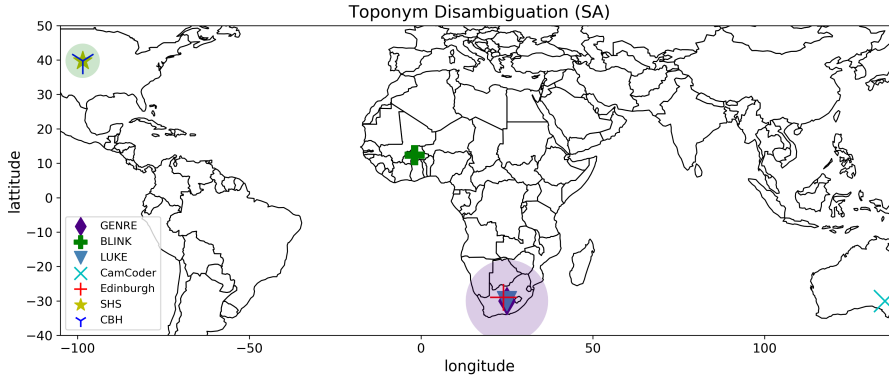 Toponym Disambiguation (SA)
50
40
30
20
10
0
−10
−20
−30
−40
lattitude
GENRE
BLINK
LUKE
CamCoder
Edinburgh
SHS
CBH
−100
−50
0
50
100
longitude